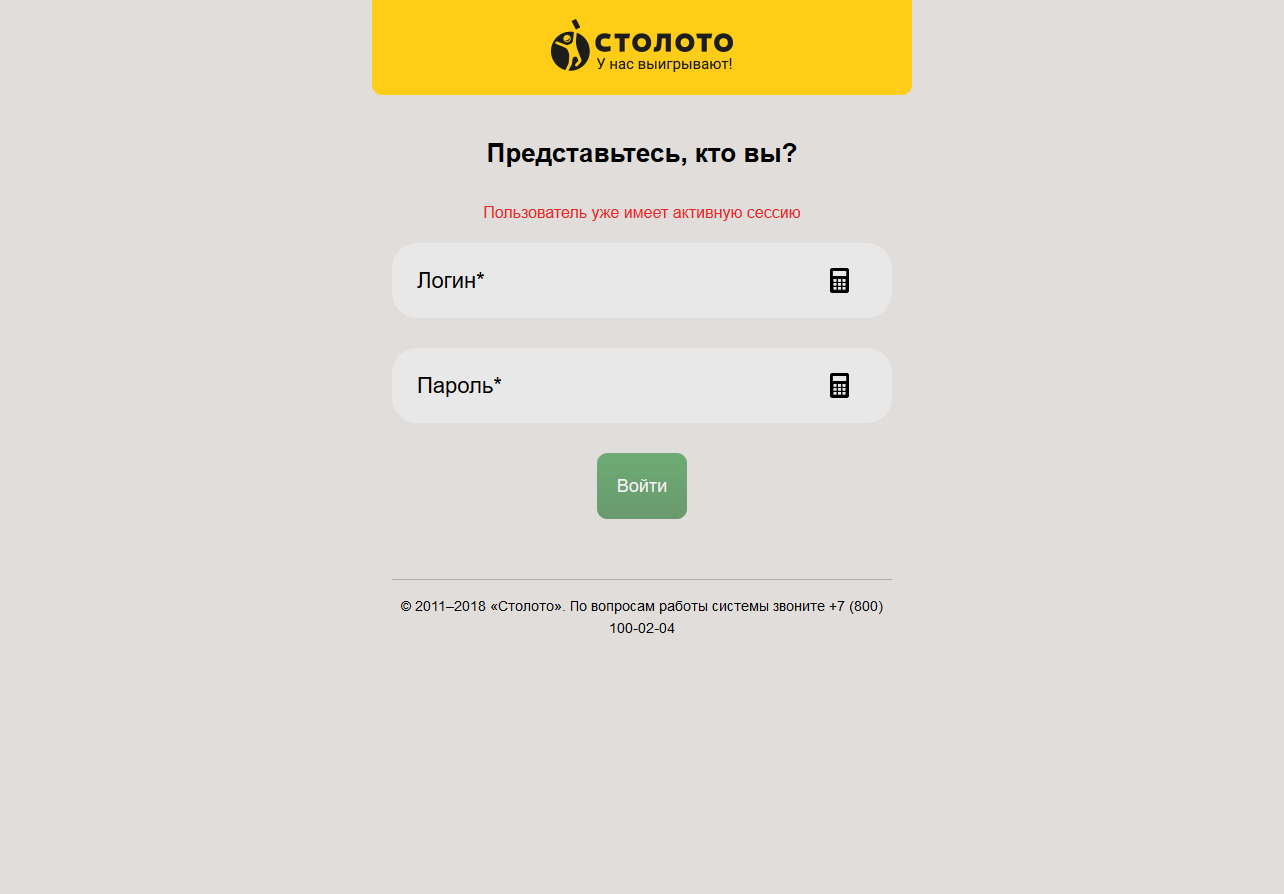 СТОЛОТО
У нас выигрывают!
Представьтесь, кто вы?
Пользователь уже имеет активную сессию
Логин*
Пароль*
Войти
© 2011–2018 «Столото». По вопросам работы системы звоните +7 (800)
100-02-04